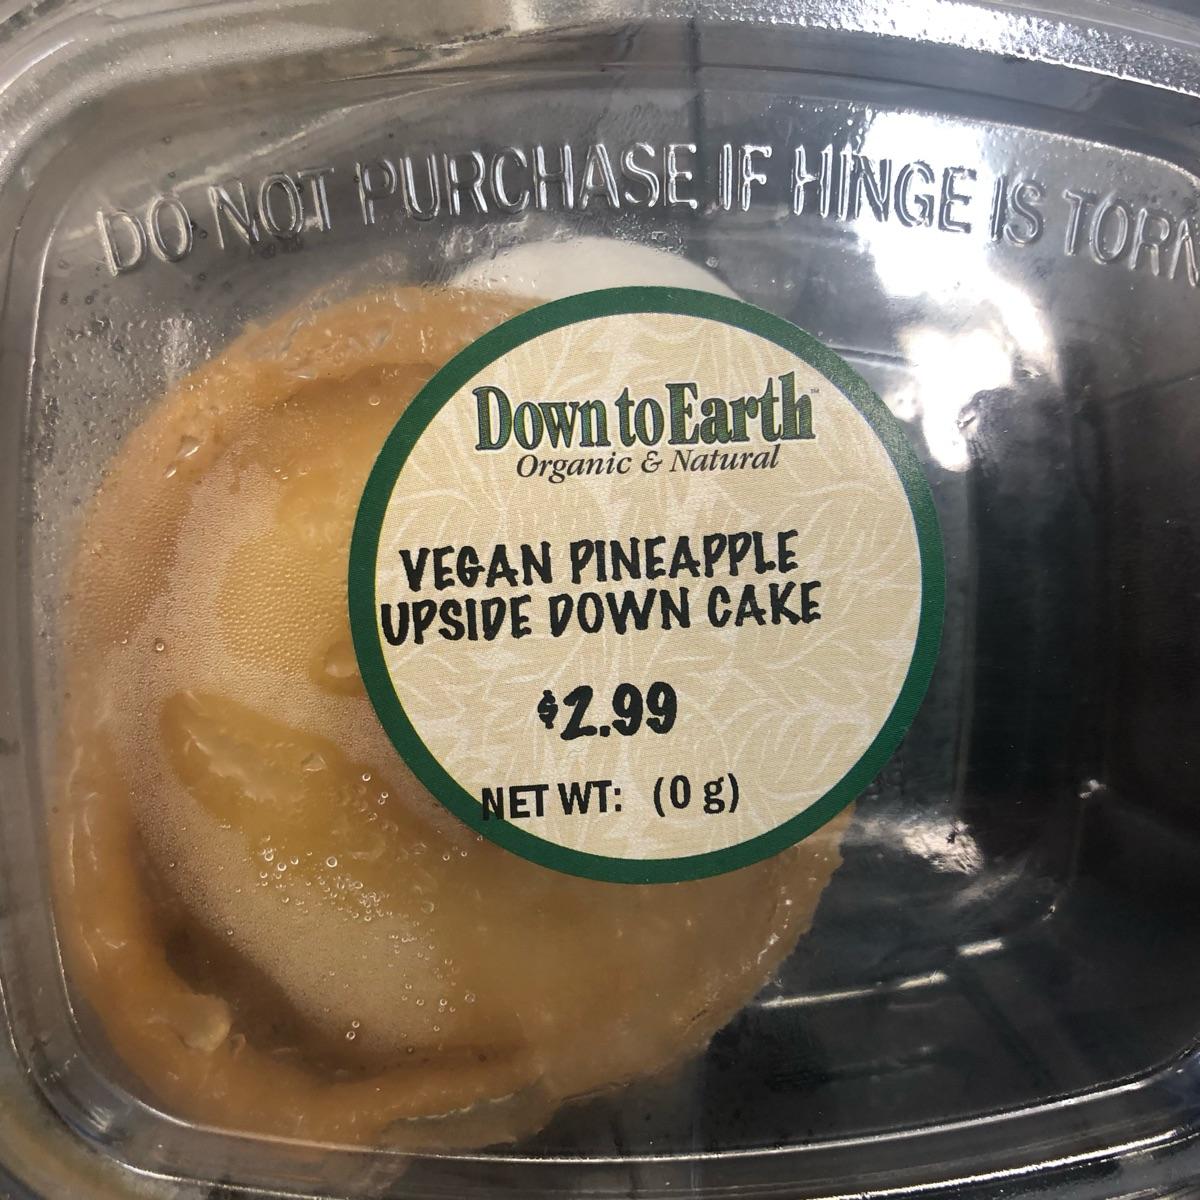 DO NOT PURCHASE IF HINGE IS TORN
Down to Earth™
Organic & Natural
VEGAN PINEAPPLE
UPSIDE DOWN CAKE
$2.99
NET WT: (0 g)